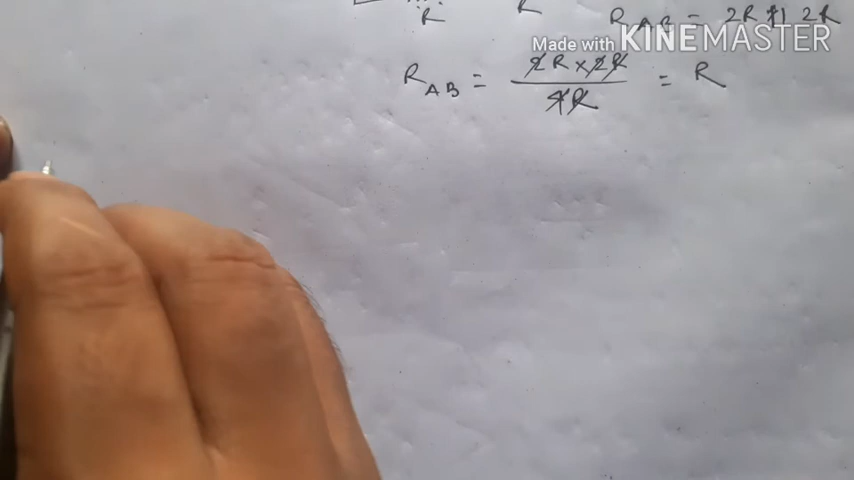 R R R_AB = 2R || 2R
Made with KINEMASTER
R_AB = 2R × 2R / 4R = R